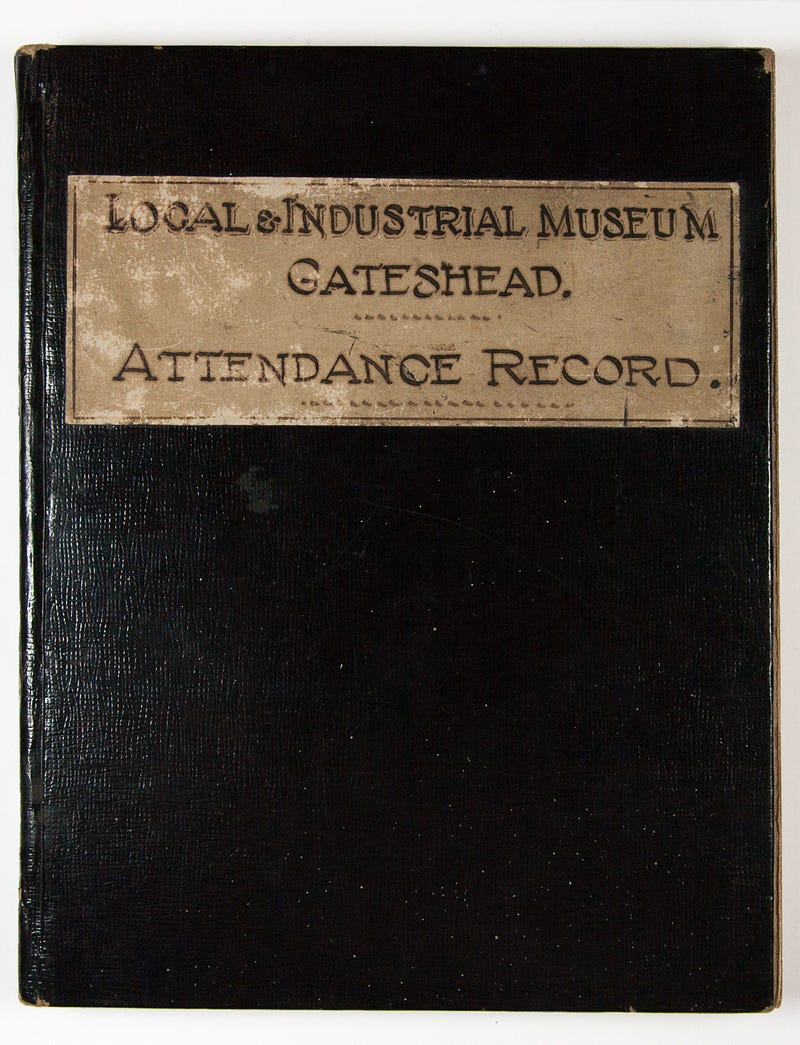 LOCAL & INDUSTRIAL MUSEUM
GATESHEAD.
ATTENDANCE RECORD.